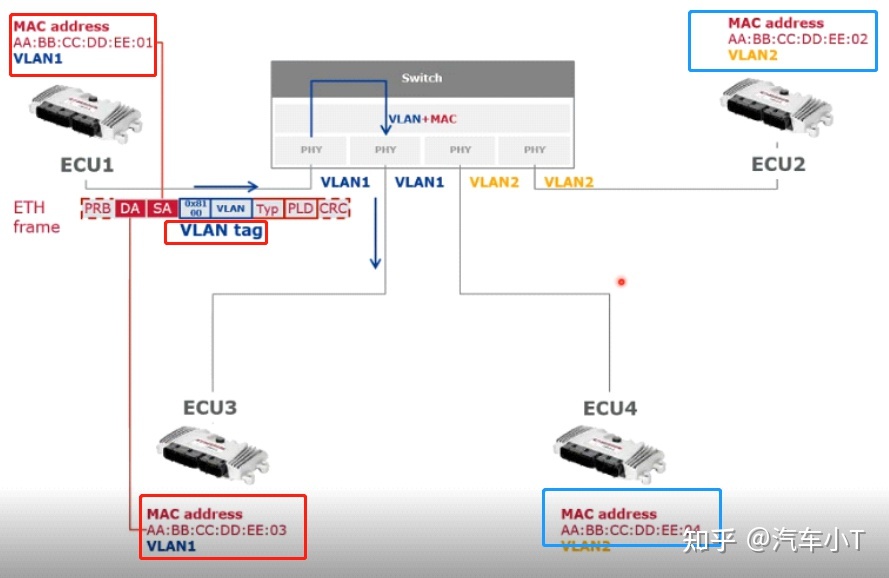 MAC address
AA:BB:CC:DD:EE:01
VLAN1
ECU1
MAC address
AA:BB:CC:DD:EE:02
VLAN2
ECU2
Switch
VLAN+MAC
PHY PHY PHY PHY
VLAN1 VLAN1 VLAN2 VLAN2
ETH
frame
PRB DA SA 0x81
00 VLAN Typ PLD CRC
VLAN tag
ECU3
MAC address
AA:BB:CC:DD:EE:03
VLAN1
ECU4
MAC address
AA:BB:CC:DD:EE:04
VLAN2
知乎 @汽车小T